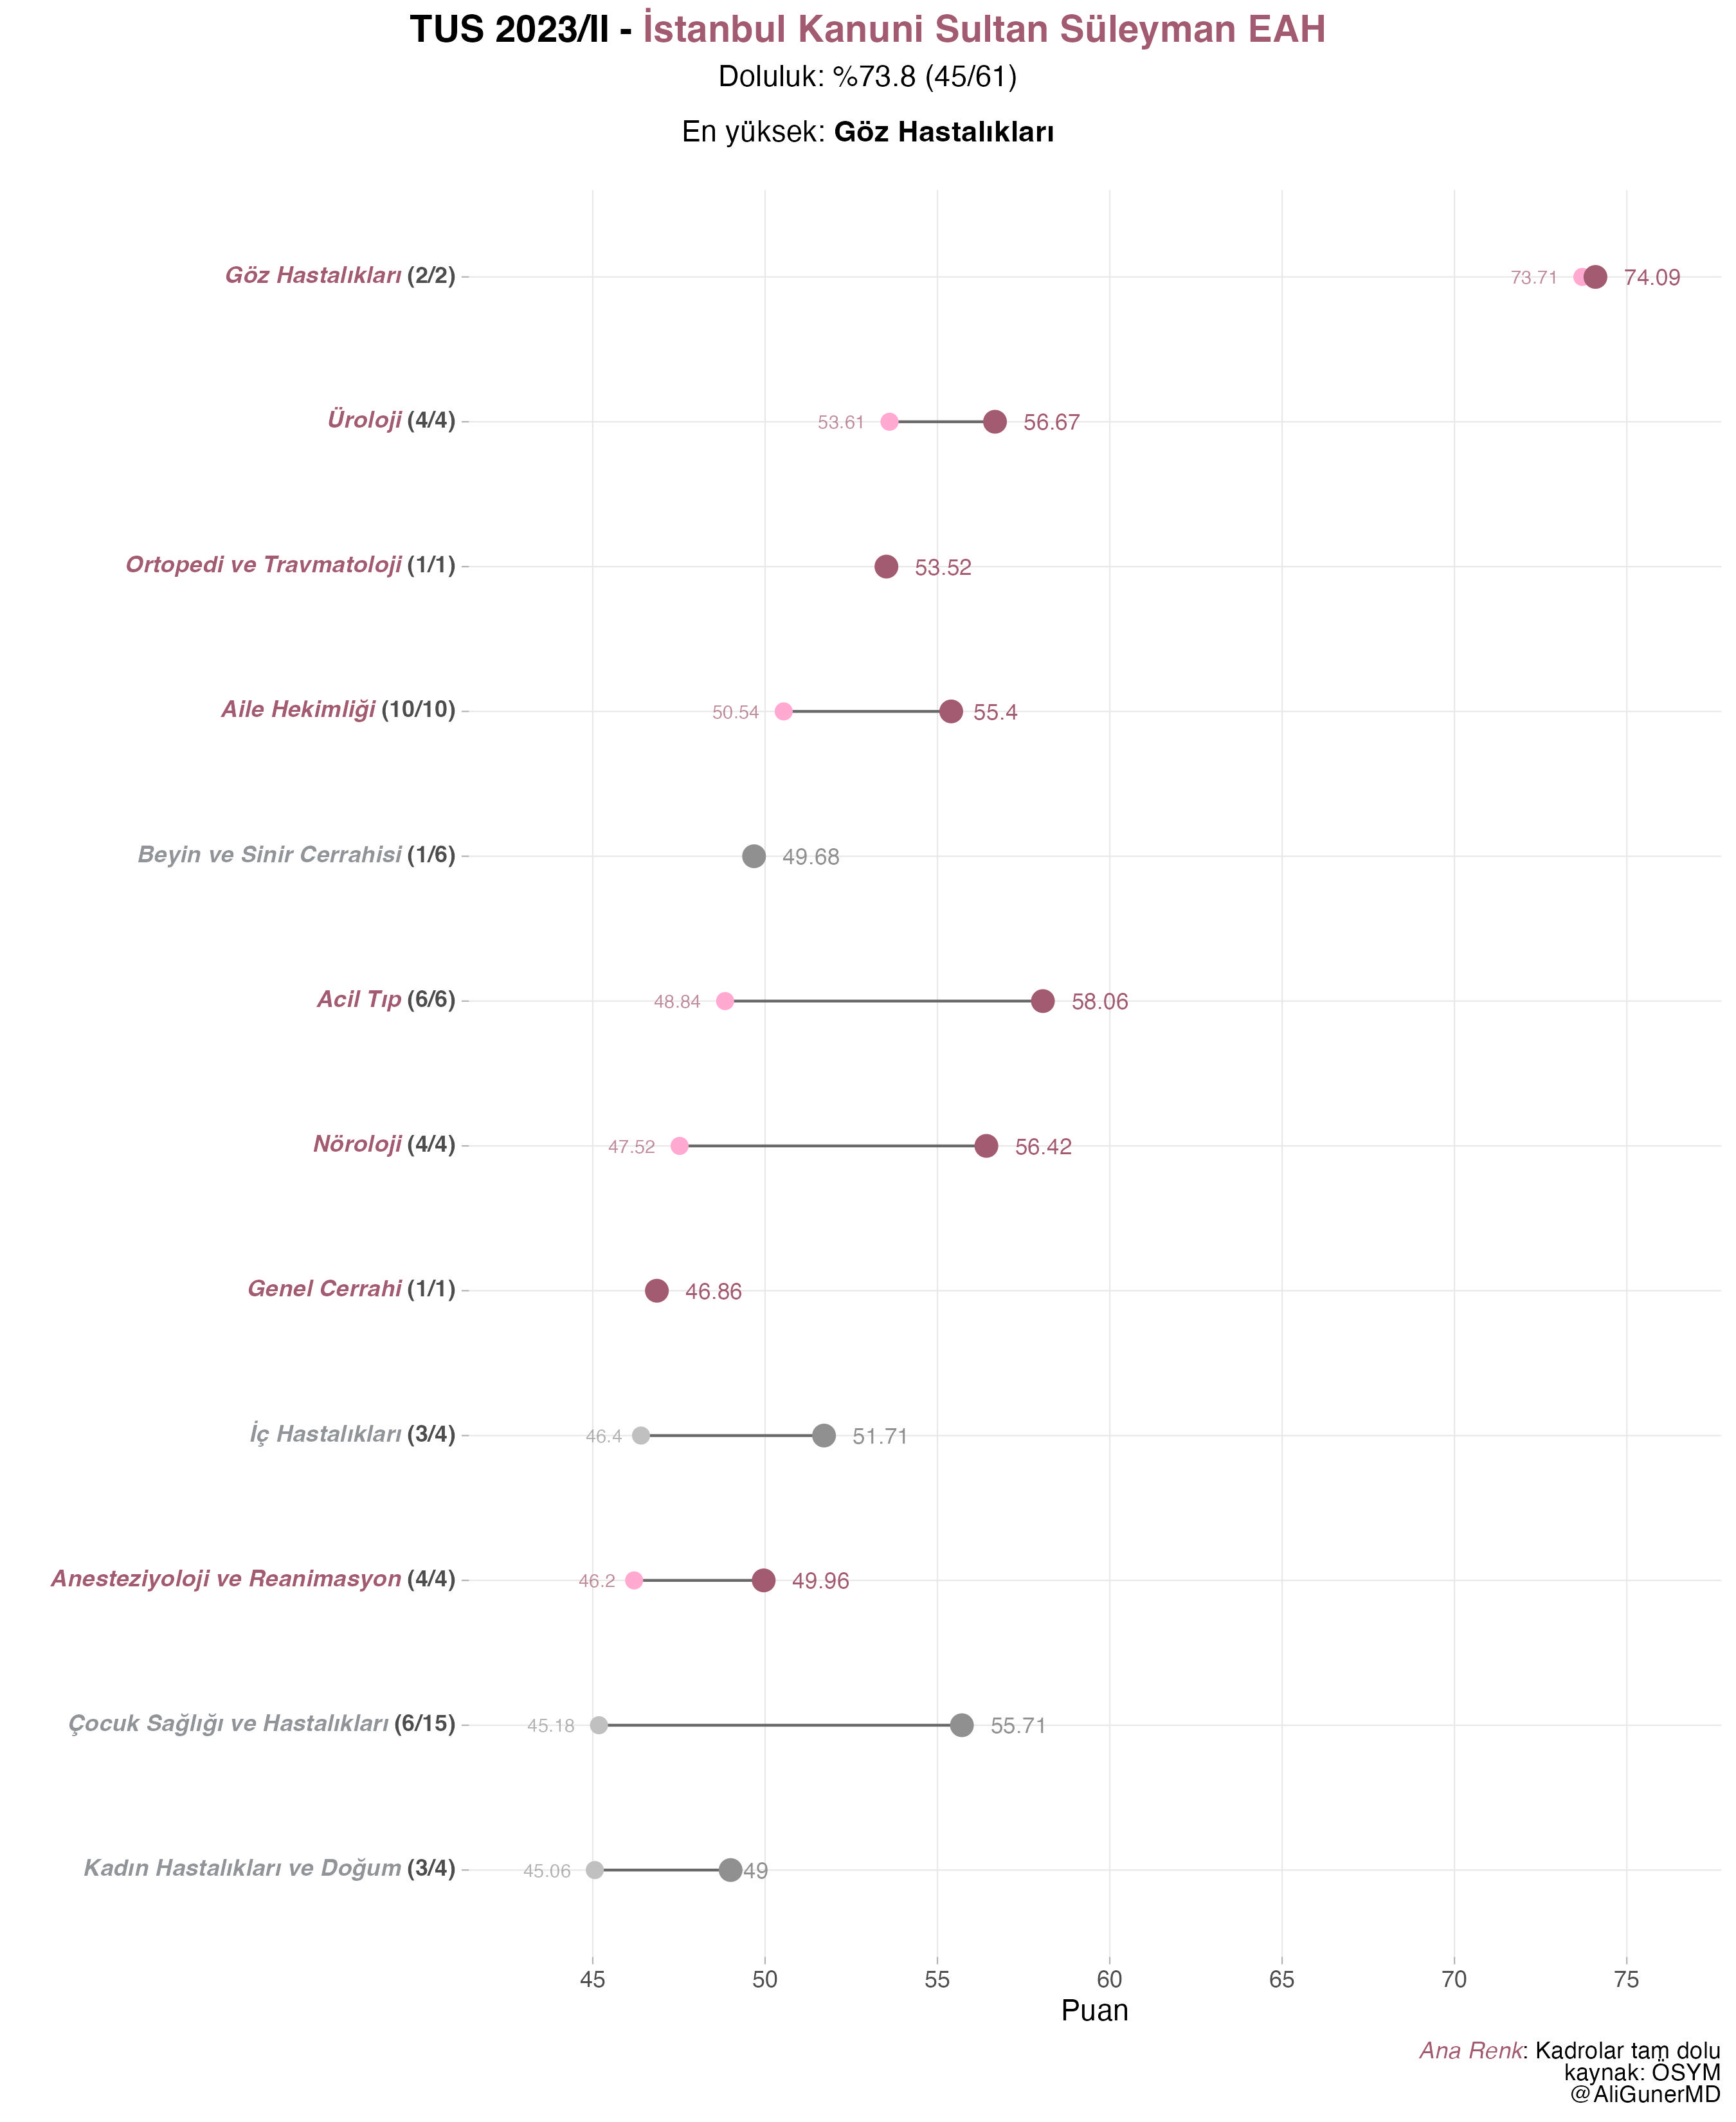 TUS 2023/II - İstanbul Kanuni Sultan Süleyman EAH
Doluluk: %73.8 (45/61)
En yüksek: Göz Hastalıkları
Göz Hastalıkları (2/2) 73.71 74.09
Üroloji (4/4) 53.61 56.67
Ortopedi ve Travmatoloji (1/1) 53.52
Aile Hekimliği (10/10) 50.54 55.4
Beyin ve Sinir Cerrahisi (1/6) 49.68
Acil Tıp (6/6) 48.84 58.06
Nöroloji (4/4) 47.52 56.42
Genel Cerrahi (1/1) 46.86
İç Hastalıkları (3/4) 46.4 51.71
Anesteziyoloji ve Reanimasyon (4/4) 46.2 49.96
Çocuk Sağlığı ve Hastalıkları (6/15) 45.18 55.71
Kadın Hastalıkları ve Doğum (3/4) 45.06 49
45 50 55 60 65 70 75
Puan
Ana Renk: Kadrolar tam dolu
kaynak: ÖSYM
@AliGunerMD